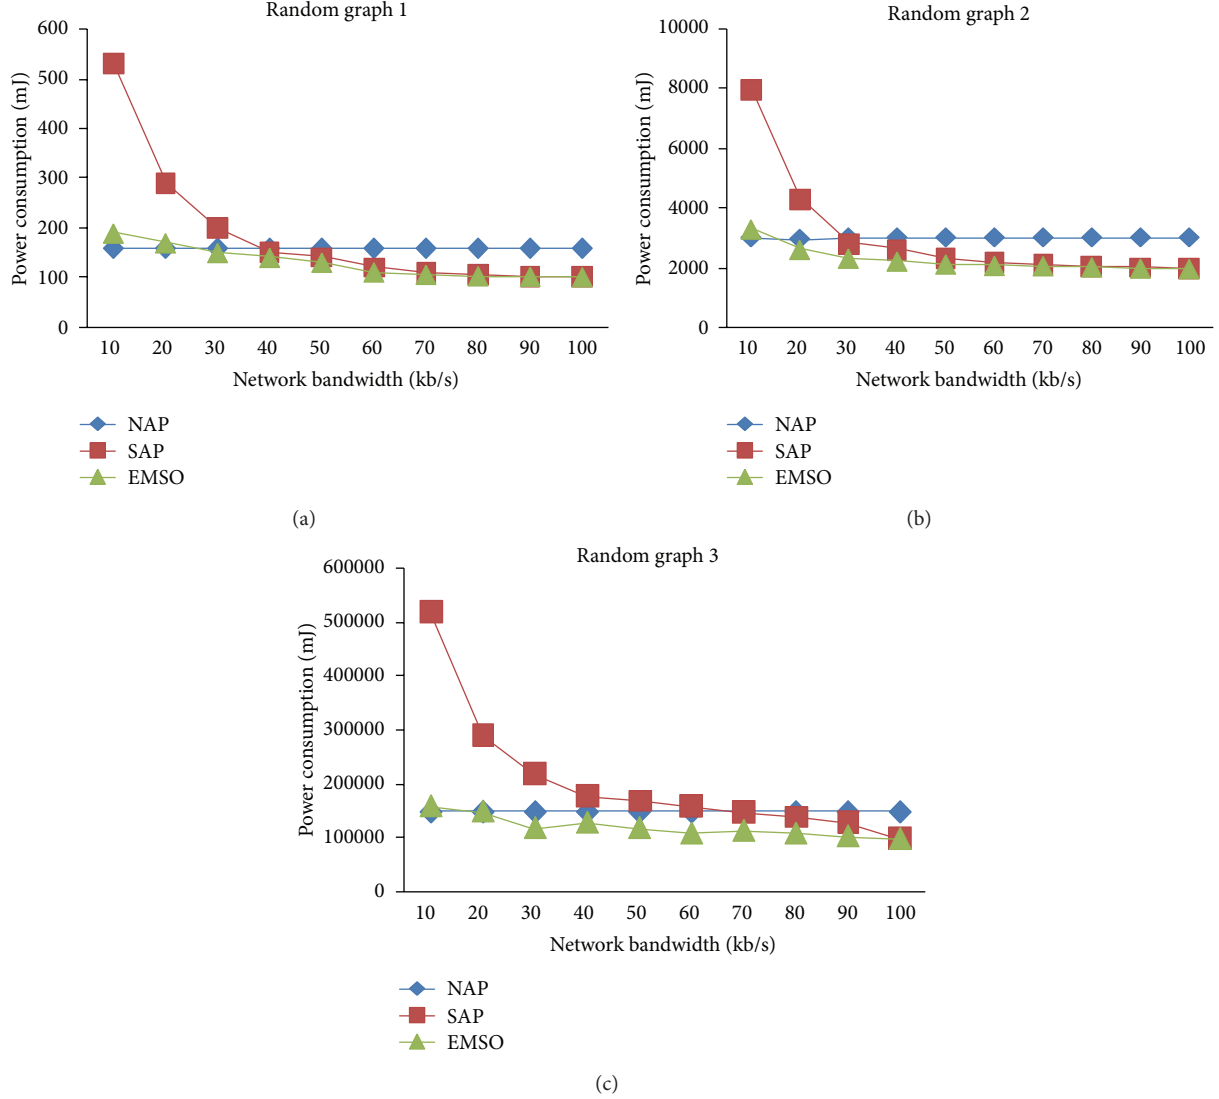 Random graph 1
Power consumption (mJ)
600
500
400
300
200
100
0
10 20 30 40 50 60 70 80 90 100
Network bandwidth (kb/s)
NAP
SAP
EMSO
(a)
Random graph 2
Power consumption (mJ)
10000
8000
6000
4000
2000
0
10 20 30 40 50 60 70 80 90 100
Network bandwidth (kb/s)
NAP
SAP
EMSO
(b)
Random graph 3
Power consumption (mJ)
600000
500000
400000
300000
200000
100000
0
10 20 30 40 50 60 70 80 90 100
Network bandwidth (kb/s)
NAP
SAP
EMSO
(c)